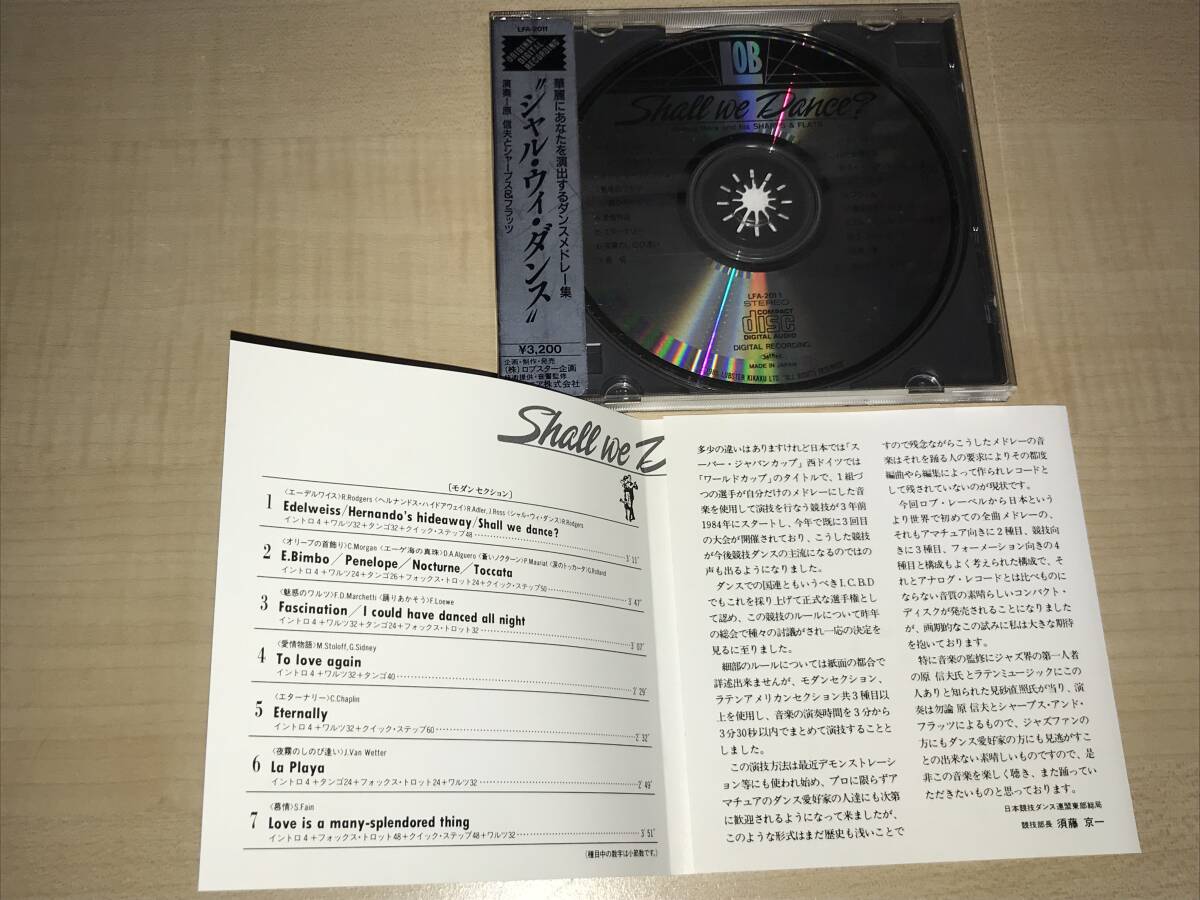 LFA-2011
ORIGINAL DIGITAL RECORDING
華麗にあなたを演出するダンスメドレー集
"シャル・ウィ・ダンス"
演奏=原 信夫とシャープス&フラッツ
¥3,200
企画・制作・発売
(株)ロブスター企画
OB
Shall we Dance?
LFA-2011
STEREO
COMPACT
disc
DIGITAL AUDIO
DIGITAL RECORDING
MADE IN JAPAN
Shall we D
〔モダンセクション〕
1 〈エーデルワイス〉R.Rodgers〈ヘルナンドス・ハイドアウェイ〉R.Adler,J.Ross〈シャル・ウィ・ダンス〉R.Rodgers
Edelweiss/Hernando's hideaway/Shall we dance?
イントロ4+ワルツ32+タンゴ32+クイック・ステップ48 3'11"
2 〈オリーブの首飾り〉C.Morgan〈エーゲ海の真珠〉D.A.Alguero〈蒼いノクターン〉P.Mauriat〈涙のトッカータ〉G.Rolland
E.Bimbo/Penelope/Nocturne/Toccata
イントロ4+ワルツ24+タンゴ26+フォックス・トロット24+クイック・ステップ50 3'47"
3 〈魅惑のワルツ〉F.D.Marchetti〈踊りあかそう〉F.Loewe
Fascination/I could have danced all night
イントロ4+ワルツ32+タンゴ24+フォックス・トロット32 3'07"
4 〈愛情物語〉M.Stoloff,G.Sidney
To love again
イントロ4+ワルツ32+タンゴ40 2'29"
5 〈エターナリー〉C.Chaplin
Eternally
イントロ4+ワルツ32+クイック・ステップ60 2'32"
6 〈夜霧のしのび逢い〉J.Van Wetter
La Playa
イントロ4+タンゴ24+フォックス・トロット24+ワルツ32 2'49"
7 〈慕情〉S.Fain
Love is a many-splendored thing
イントロ4+フォックス・トロット48+クイック・ステップ48+ワルツ32 3'51"
(種目中の数字は小節数です。)
多少の違いはありますけれど日本では「ス
ーパー・ジャパンカップ」西ドイツでは
「ワールドカップ」のタイトルで、1組づ
つの選手が自分だけのメドレーにした音
楽を使用して演技を行なう競技が3年前
1984年にスタートし、今年で既に3回目
の大会が開催されており、こうした競技
が今後競技ダンスの主流になるのではの
声も出るようになりました。
ダンスでの国連ともいうべきI.C.B.D
でもこれを採り上げて正式な選手権とし
て認め、この競技のルールについて昨年
の総会で種々の討議がされ一応の決定を
見るに至りました。
細部のルールについては紙面の都合で
詳述出来ませんが、モダンセクション、
ラテンアメリカンセクション共3種目以
上を使用し、音楽の演奏時間を3分から
3分30秒以内でまとめて演技することと
しました。
この演技方法は最近デモンストレーシ
ョン等にも使われ始め、プロに限らずア
マチュアのダンス愛好家の人達にも次第
に歓迎されるようになって来ましたが、
このような形式はまだ歴史も浅いことで
すので残念ながらこうしたメドレーの音
楽はそれを踊る人の要求によりその都度
編曲やら編集によって作られレコードと
して残されていないのが現状です。
今回ロブ・レーベルから日本という
より世界で初めての全曲メドレーの、
それもアマチュア向きに2種目、競技向
きに3種目、フォーメーション向きの4
種目と構成もよく考えられた構成で、そ
れとアナログ・レコードとは比べものに
ならない音質の素晴らしいコンパクト・
ディスクが発売されることになりました
が、画期的なこの試みに私は大きな期待
を抱いております。
特に音楽の監修にジャズ界の第一人者
の原 信夫氏とラテンミュージックにこの
人ありと知られた見砂直照氏が当り、演
奏は勿論 原 信夫とシャープス・アンド・
フラッツによるもので、ジャズファンの
方にもダンス愛好家の方にも見逃がすこ
との出来ない素晴しいものですので、是
非この音楽を楽しく聴き、また踊ってい
ただきたいものと思っております。
日本競技ダンス連盟東部総局
競技部長 須藤 京一